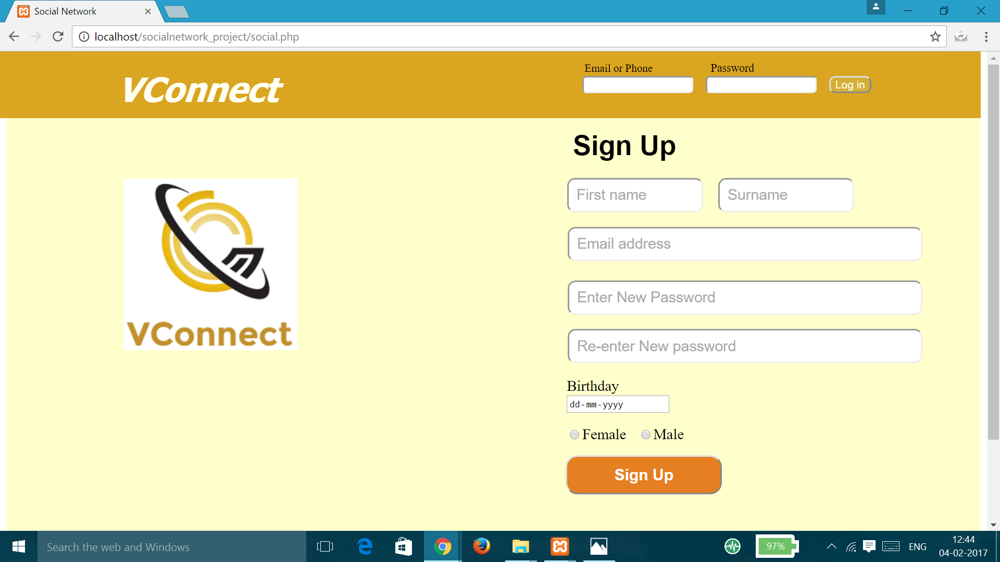 Social Network
localhost/socialnetwork_project/social.php
VConnect
Email or Phone
Password
Log in
Sign Up
First name
Surname
Email address
Enter New Password
Re-enter New password
VConnect
Birthday
dd-mm-yyyy
Female
Male
Sign Up
Search the web and Windows
97%
ENG
12:44
04-02-2017